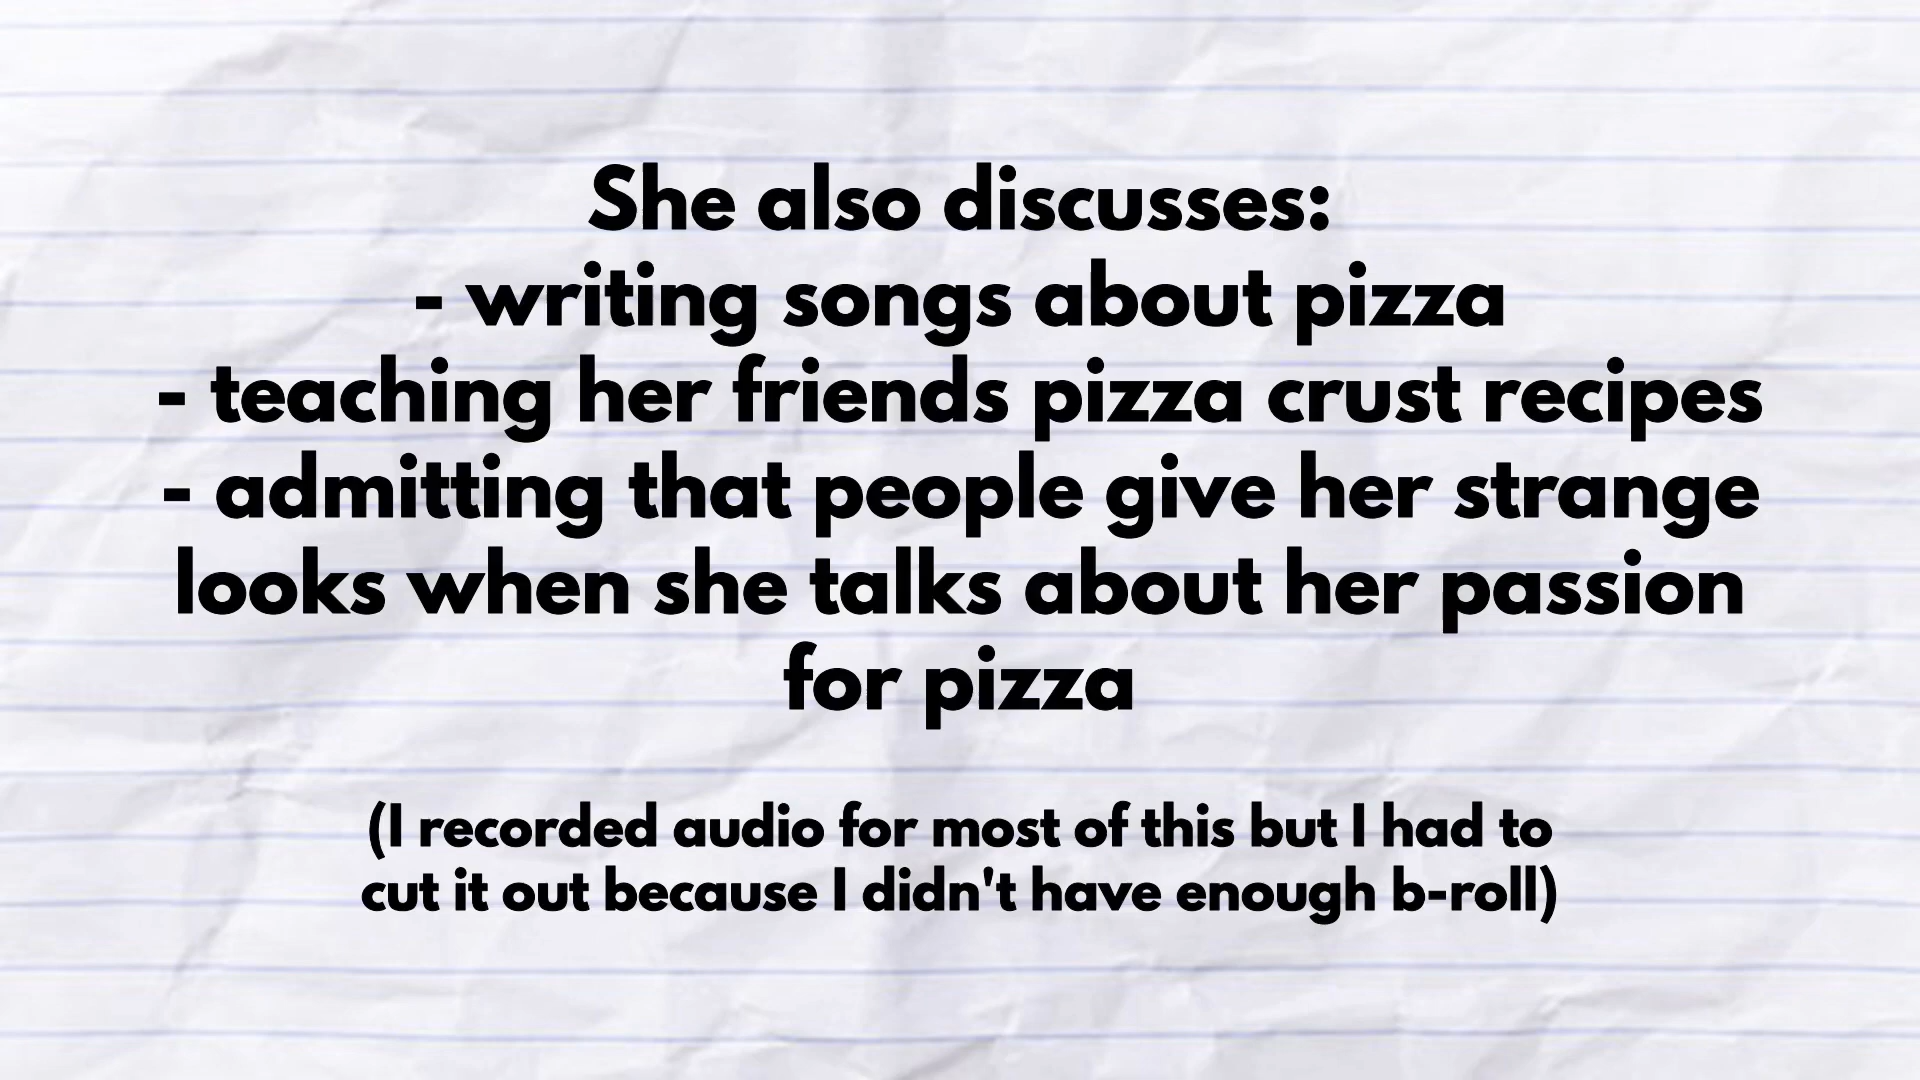 She also discusses:
- writing songs about pizza
- teaching her friends pizza crust recipes
- admitting that people give her strange
looks when she talks about her passion
for pizza
(I recorded audio for most of this but I had to
cut it out because I didn't have enough b-roll)